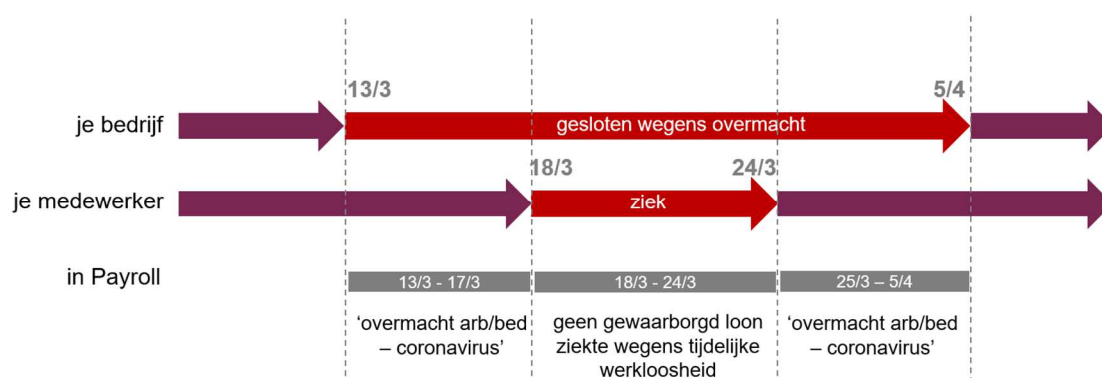 13/3
5/4
je bedrijf
gesloten wegens overmacht
18/3
24/3
je medewerker
ziek
in Payroll
13/3 - 17/3
18/3 - 24/3
25/3 – 5/4
‘overmacht arb/bed
– coronavirus’
geen gewaarborgd loon
ziekte wegens tijdelijke
werkloosheid
‘overmacht arb/bed
– coronavirus’